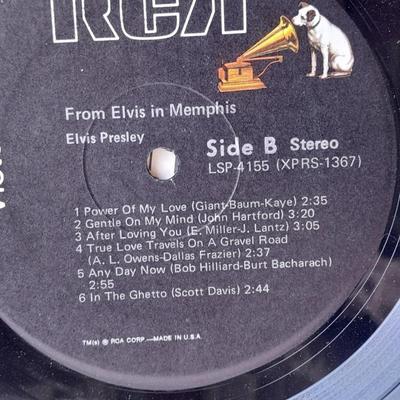 RCA
From Elvis in Memphis
Elvis Presley
Side B Stereo
LSP-4155 (XPRS-1367)
1 Power Of My Love (Giant-Baum-Kaye) 2:35
2 Gentle On My Mind (John Hartford) 3:20
3 After Loving You (E. Miller-J. Lantz) 3:05
4 True Love Travels On A Gravel Road
(A. L. Owens-Dallas Frazier) 2:37
5 Any Day Now (Bob Hilliard-Burt Bacharach)
2:55
6 In The Ghetto (Scott Davis) 2:44
TM(s) ® RCA CORP.—MADE IN U.S.A.